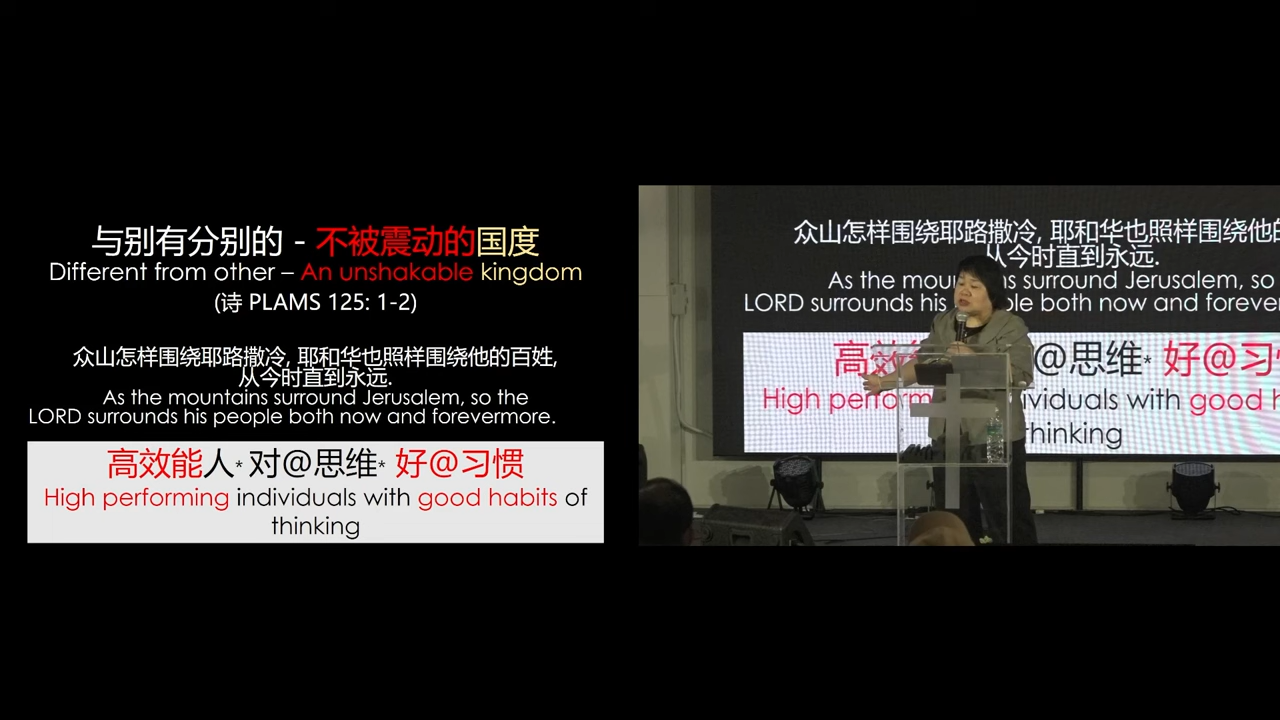 与别有分别的 - 不被震动的国度
Different from other – An unshakable kingdom
(诗 PLAMS 125: 1-2)
众山怎样围绕耶路撒冷, 耶和华也照样围绕他的百姓,
从今时直到永远.
As the mountains surround Jerusalem, so the
LORD surrounds his people both now and forevermore.
高效能人* 对@思维* 好@习惯
High performing individuals with good habits of
thinking
众山怎样围绕耶路撒冷, 耶和华也照样围绕他的
从今时直到永远.
As the surround Jerusalem, so
LORD surrounds his people both now and
高效 @思维* 好@习
High with good
thinking